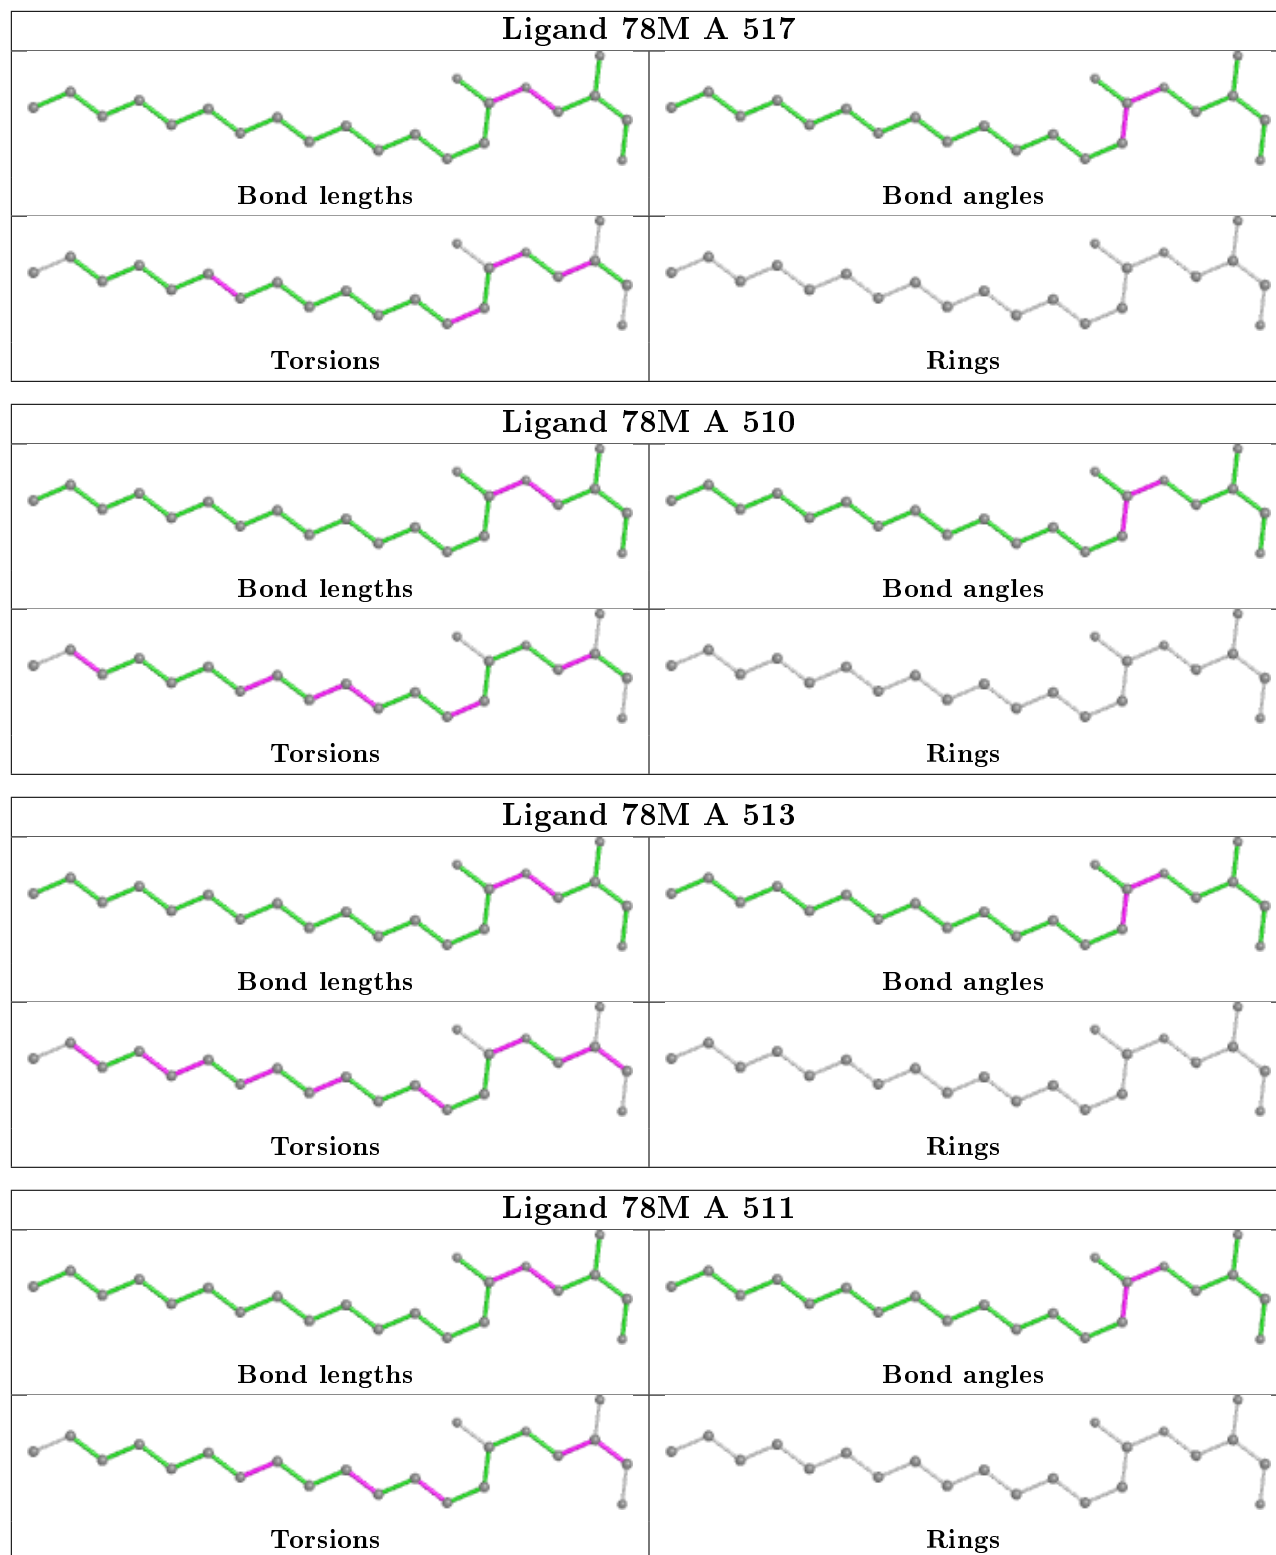 Ligand 78M A 517
Bond lengths Bond angles
Torsions Rings
Ligand 78M A 510
Bond lengths Bond angles
Torsions Rings
Ligand 78M A 513
Bond lengths Bond angles
Torsions Rings
Ligand 78M A 511
Bond lengths Bond angles
Torsions Rings